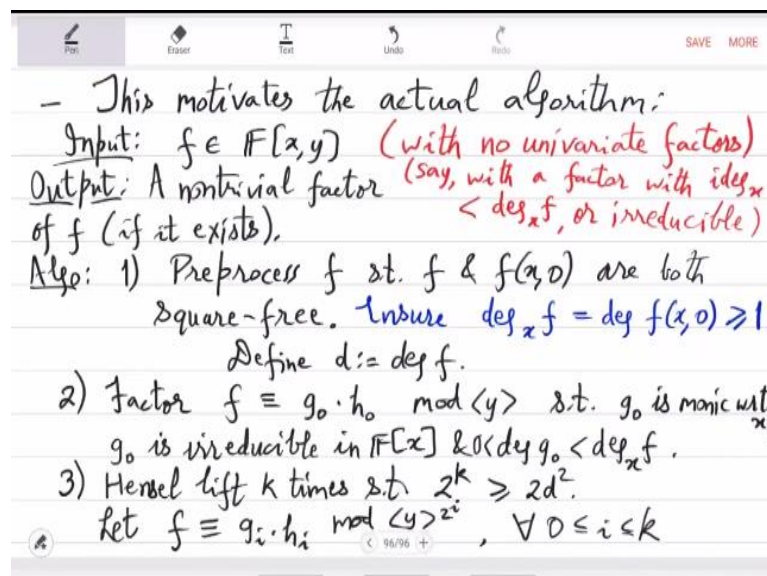 Pen Eraser Text Undo Redo SAVE MORE
- This motivates the actual algorithm:
Input: f ∈ F[x,y] (with no univariate factors)
Output: A nontrivial factor (say, with a factor with ideg_x
of f (if it exists). < deg_x f, or irreducible)
Algo: 1) Preprocess f st. f & f(x,0) are both
square-free. Ensure deg_x f = deg f(x,0) ⩾ 1
Define d := deg f.
2) Factor f ≡ g_0 · h_0 mod <y> s.t. g_0 is monic wrt x
g_0 is irreducible in F[x] & 0<deg g_0 < deg_x f.
3) Hensel lift k times s.t. 2^k ⩾ 2d^2.
Let f ≡ g_i · h_i mod <y>^{2^i}, ∀ 0 ≤ i ≤ k
< 96/96 +